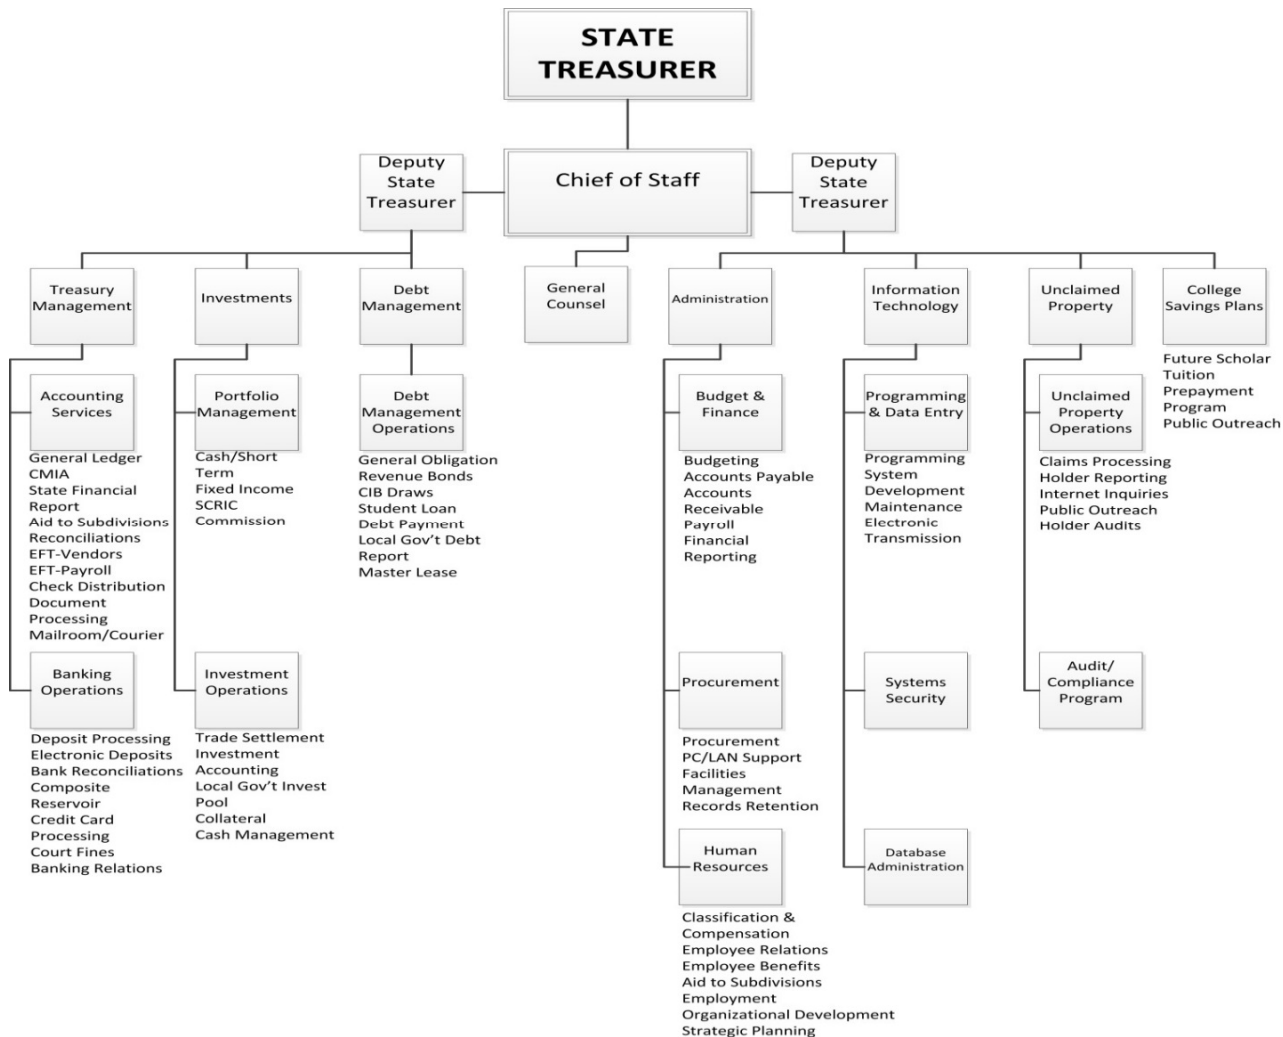 STATE
TREASURER
Deputy
State
Treasurer
Chief of Staff
Deputy
State
Treasurer
Treasury
Management
Investments
Debt
Management
General
Counsel
Administration
Information
Technology
Unclaimed
Property
College
Savings Plans
Future Scholar
Tuition
Prepayment
Program
Public Outreach
Accounting
Services
General Ledger
CMIA
State Financial
Report
Aid to Subdivisions
Reconciliations
EFT-Vendors
EFT-Payroll
Check Distribution
Document
Processing
Mailroom/Courier
Portfolio
Management
Cash/Short
Term
Fixed Income
SCRIC
Commission
Debt
Management
Operations
General Obligation
Revenue Bonds
CIB Draws
Student Loan
Debt Payment
Local Gov’t Debt
Report
Master Lease
Budget &
Finance
Budgeting
Accounts Payable
Accounts
Receivable
Payroll
Financial
Reporting
Programming
& Data Entry
Programming
System
Development
Maintenance
Electronic
Transmission
Unclaimed
Property
Operations
Claims Processing
Holder Reporting
Internet Inquiries
Public Outreach
Holder Audits
Banking
Operations
Deposit Processing
Electronic Deposits
Bank Reconciliations
Composite
Reservoir
Credit Card
Processing
Court Fines
Banking Relations
Investment
Operations
Trade Settlement
Investment
Accounting
Local Gov’t Invest
Pool
Collateral
Cash Management
Procurement
Procurement
PC/LAN Support
Facilities
Management
Records Retention
Systems
Security
Audit/
Compliance
Program
Human
Resources
Classification &
Compensation
Employee Relations
Employee Benefits
Aid to Subdivisions
Employment
Organizational Development
Strategic Planning
Database
Administration